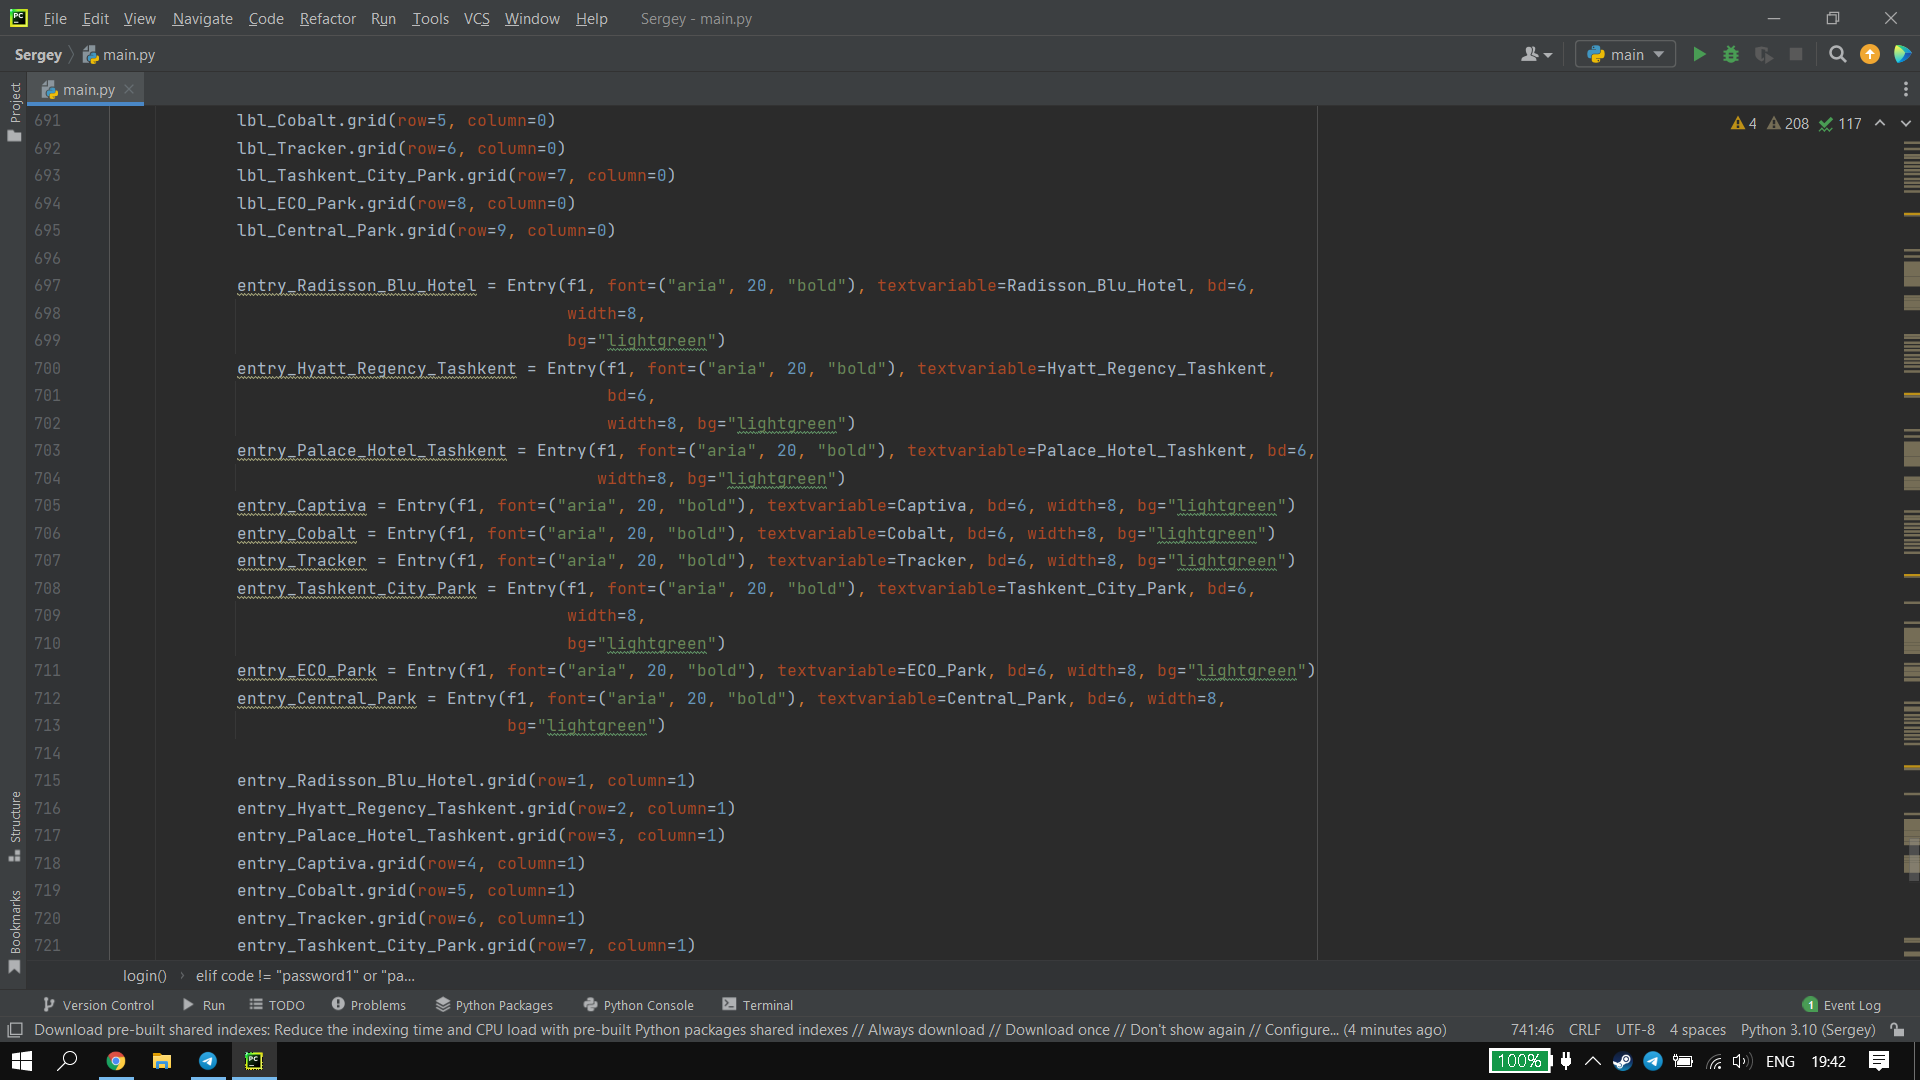 File Edit View Navigate Code Refactor Run Tools VCS Window Help Sergey - main.py
Sergey main.py main
Project main.py
4 208 117
691 lbl_Cobalt.grid(row=5, column=0)
692 lbl_Tracker.grid(row=6, column=0)
693 lbl_Tashkent_City_Park.grid(row=7, column=0)
694 lbl_ECO_Park.grid(row=8, column=0)
695 lbl_Central_Park.grid(row=9, column=0)
696
697 entry_Radisson_Blu_Hotel = Entry(f1, font=("aria", 20, "bold"), textvariable=Radisson_Blu_Hotel, bd=6,
698 width=8,
699 bg="lightgreen")
700 entry_Hyatt_Regency_Tashkent = Entry(f1, font=("aria", 20, "bold"), textvariable=Hyatt_Regency_Tashkent,
701 bd=6,
702 width=8, bg="lightgreen")
703 entry_Palace_Hotel_Tashkent = Entry(f1, font=("aria", 20, "bold"), textvariable=Palace_Hotel_Tashkent, bd=6,
704 width=8, bg="lightgreen")
705 entry_Captiva = Entry(f1, font=("aria", 20, "bold"), textvariable=Captiva, bd=6, width=8, bg="lightgreen")
706 entry_Cobalt = Entry(f1, font=("aria", 20, "bold"), textvariable=Cobalt, bd=6, width=8, bg="lightgreen")
707 entry_Tracker = Entry(f1, font=("aria", 20, "bold"), textvariable=Tracker, bd=6, width=8, bg="lightgreen")
708 entry_Tashkent_City_Park = Entry(f1, font=("aria", 20, "bold"), textvariable=Tashkent_City_Park, bd=6,
709 width=8,
710 bg="lightgreen")
711 entry_ECO_Park = Entry(f1, font=("aria", 20, "bold"), textvariable=ECO_Park, bd=6, width=8, bg="lightgreen")
712 entry_Central_Park = Entry(f1, font=("aria", 20, "bold"), textvariable=Central_Park, bd=6, width=8,
713 bg="lightgreen")
714
715 entry_Radisson_Blu_Hotel.grid(row=1, column=1)
716 entry_Hyatt_Regency_Tashkent.grid(row=2, column=1)
717 entry_Palace_Hotel_Tashkent.grid(row=3, column=1)
718 entry_Captiva.grid(row=4, column=1)
719 entry_Cobalt.grid(row=5, column=1)
720 entry_Tracker.grid(row=6, column=1)
721 entry_Tashkent_City_Park.grid(row=7, column=1)
Structure
Bookmarks
login() elif code != "password1" or "pa...
Version Control Run TODO Problems Python Packages Python Console Terminal 1 Event Log
Download pre-built shared indexes: Reduce the indexing time and CPU load with pre-built Python packages shared indexes // Always download // Download once // Don't show again // Configure... (4 minutes ago) 741:46 CRLF UTF-8 4 spaces Python 3.10 (Sergey)
100% ENG 19:42